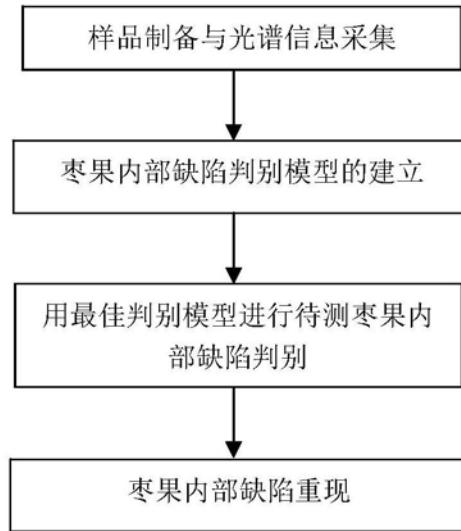 样品制备与光谱信息采集
枣果内部缺陷判别模型的建立
用最佳判别模型进行待测枣果内
部缺陷判别
枣果内部缺陷重现